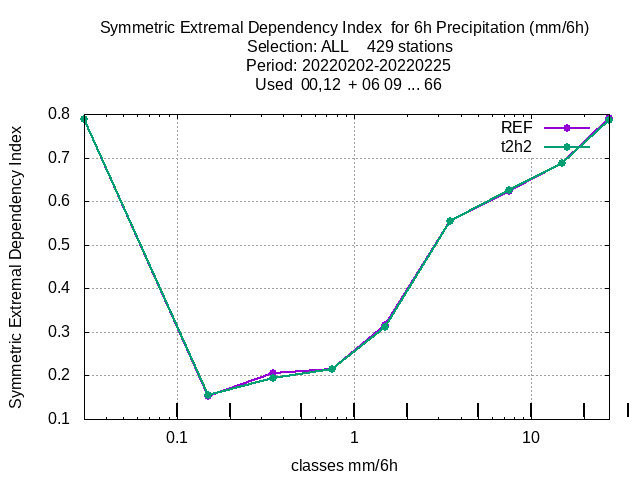 Symmetric Extremal Dependency Index  for 6h Precipitation (mm/6h)
Selection: ALL    429 stations
Period: 20220202-20220225
Used  00,12  + 06 09 ... 66
REF
t2h2
Symmetric Extremal Dependency Index
0.8
0.7
0.6
0.5
0.4
0.3
0.2
0.1
0.1
1
10
classes mm/6h